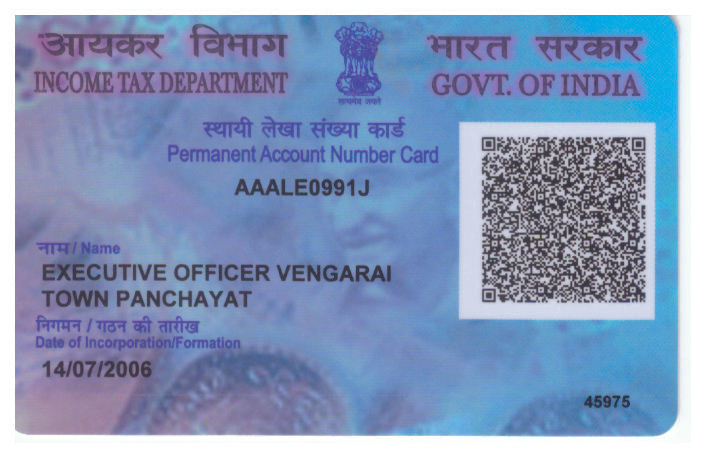 आयकर विभाग
INCOME TAX DEPARTMENT
सत्यमेव जयते
भारत सरकार
GOVT. OF INDIA
स्थायी लेखा संख्या कार्ड
Permanent Account Number Card
AAALE0991J
नाम / Name
EXECUTIVE OFFICER VENGARAI
TOWN PANCHAYAT
निगमन / गठन की तारीख
Date of Incorporation/Formation
14/07/2006
45975